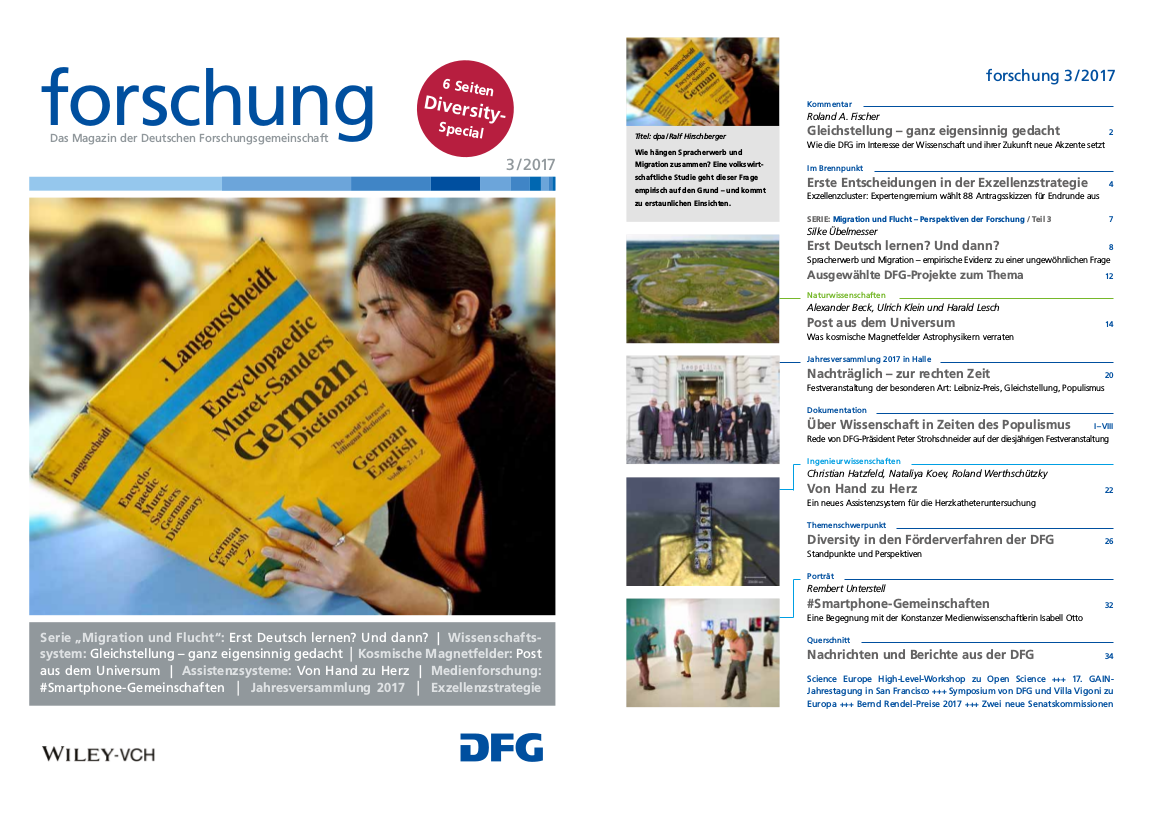 forschung
Das Magazin der Deutschen Forschungsgemeinschaft
6 Seiten
Diversity-
Special
3/2017
Langenscheidt
Encyclopaedic
Muret-Sanders
German
Dictionary
The world's largest
bilingual dictionary
German
English
Langenscheidt
Encyclo-
paedic
Muret-
Sanders
German
Dictionary
German
English
L-Z
Serie „Migration und Flucht“: Erst Deutsch lernen? Und dann? | Wissenschafts-
system: Gleichstellung – ganz eigensinnig gedacht | Kosmische Magnetfelder: Post
aus dem Universum | Assistenzsysteme: Von Hand zu Herz | Medienforschung:
#Smartphone-Gemeinschaften | Jahresversammlung 2017 | Exzellenzstrategie
WILEY-VCH
DFG
Titel: dpa/Ralf Hirschberger
Wie hängen Spracherwerb und
Migration zusammen? Eine volkswirt-
schaftliche Studie geht dieser Frage
empirisch auf den Grund – und kommt
zu erstaunlichen Einsichten.
forschung 3/2017
Kommentar
Roland A. Fischer
Gleichstellung – ganz eigensinnig gedacht 2
Wie die DFG im Interesse der Wissenschaft und ihrer Zukunft neue Akzente setzt
Im Brennpunkt
Erste Entscheidungen in der Exzellenzstrategie 4
Exzellenzcluster: Expertengremium wählt 88 Antragsskizzen für Endrunde aus
SERIE: Migration und Flucht – Perspektiven der Forschung / Teil 3 7
Silke Übelmesser
Erst Deutsch lernen? Und dann? 8
Spracherwerb und Migration – empirische Evidenz zu einer ungewöhnlichen Frage
Ausgewählte DFG-Projekte zum Thema 12
Naturwissenschaften
Alexander Beck, Ulrich Klein und Harald Lesch
Post aus dem Universum 14
Was kosmische Magnetfelder Astrophysikern verraten
Jahresversammlung 2017 in Halle
Nachträglich – zur rechten Zeit 20
Festveranstaltung der besonderen Art: Leibniz-Preis, Gleichstellung, Populismus
Dokumentation
Über Wissenschaft in Zeiten des Populismus I–VIII
Rede von DFG-Präsident Peter Strohschneider auf der diesjährigen Festveranstaltung
Ingenieurwissenschaften
Christian Hatzfeld, Nataliya Koev, Roland Werthschützky
Von Hand zu Herz 22
Ein neues Assistenzsystem für die Herzkatheteruntersuchung
Themenschwerpunkt
Diversity in den Förderverfahren der DFG 26
Standpunkte und Perspektiven
Porträt
Rembert Unterstell
#Smartphone-Gemeinschaften 32
Eine Begegnung mit der Konstanzer Medienwissenschaftlerin Isabell Otto
Querschnitt
Nachrichten und Berichte aus der DFG 34
Science Europe High-Level-Workshop zu Open Science +++ 17. GAIN-
Jahrestagung in San Francisco +++ Symposium von DFG und Villa Vigoni zu
Europa +++ Bernd Rendel-Preise 2017 +++ Zwei neue Senatskommissionen